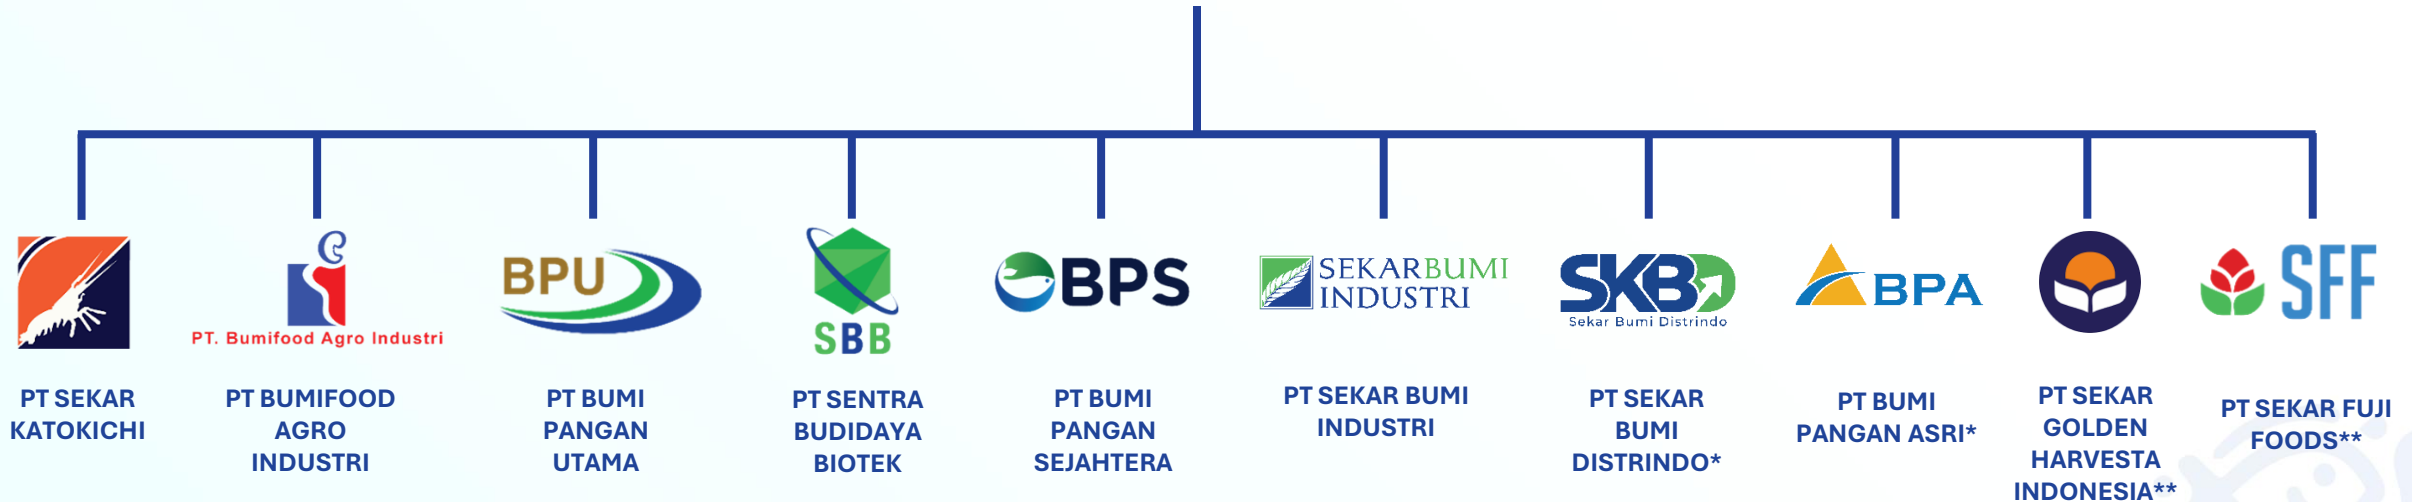 PT. Bumifood Agro Industri
BPU
SBB
BPS
SEKARBUMI
INDUSTRI
SKBD
Sekar Bumi Distrindo
BPA
SFF
PT SEKAR
KATOKICHI
PT BUMIFOOD
AGRO
INDUSTRI
PT BUMI
PANGAN
UTAMA
PT SENTRA
BUDIDAYA
BIOTEK
PT BUMI
PANGAN
SEJAHTERA
PT SEKAR BUMI
INDUSTRI
PT SEKAR
BUMI
DISTRINDO*
PT BUMI
PANGAN ASRI*
PT SEKAR
GOLDEN
HARVESTA
INDONESIA**
PT SEKAR FUJI
FOODS**